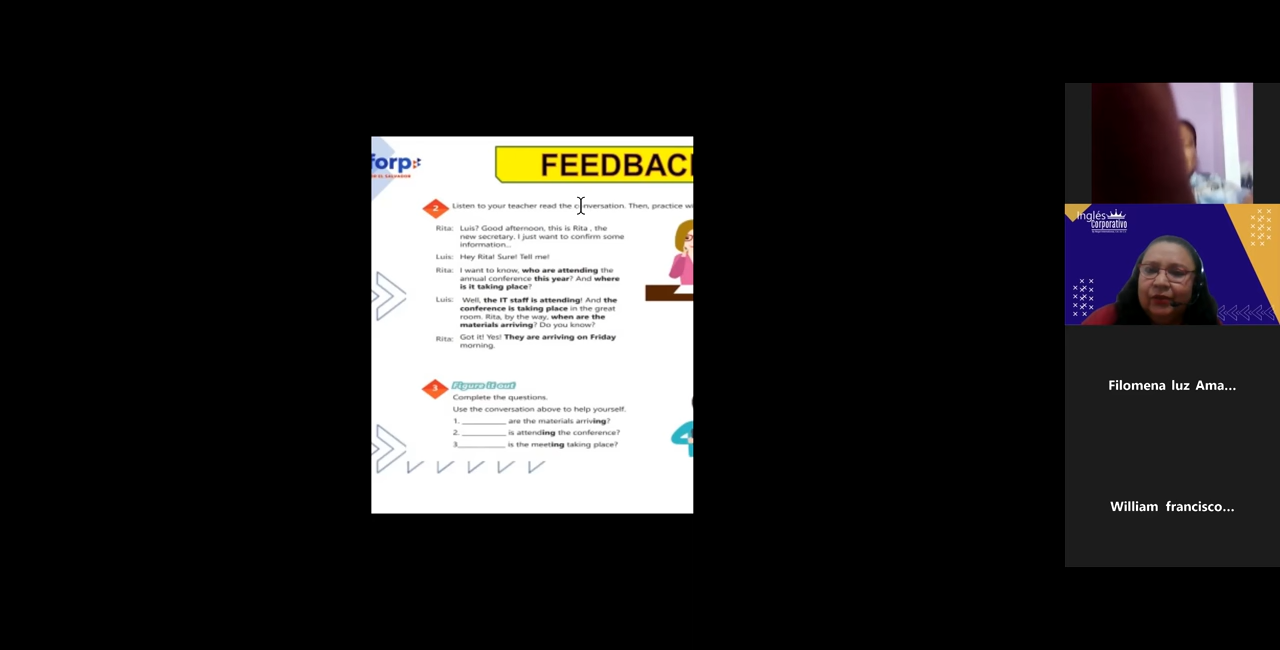 forp
FEEDBAC
2 Listen to your teacher read the conversation. Then, practice wi
Rita: Luis? Good afternoon, this is Rita , the
new secretary. I just want to confirm some
information...
Luis: Hey Rita! Sure! Tell me!
Rita: I want to know, who are attending the
annual conference this year? And where
is it taking place?
Luis: Well, the IT staff is attending! And the
conference is taking place in the great
room. Rita, by the way, when are the
materials arriving? Do you know?
Rita: Got it! Yes! They are arriving on Friday
morning.
3 Figure it out
Complete the questions.
Use the conversation above to help yourself.
1. ________ are the materials arriving?
2. ________ is attending the conference?
3.________ is the meeting taking place?
Inglés
Corporativo
Filomena luz Ama...
William francisco...